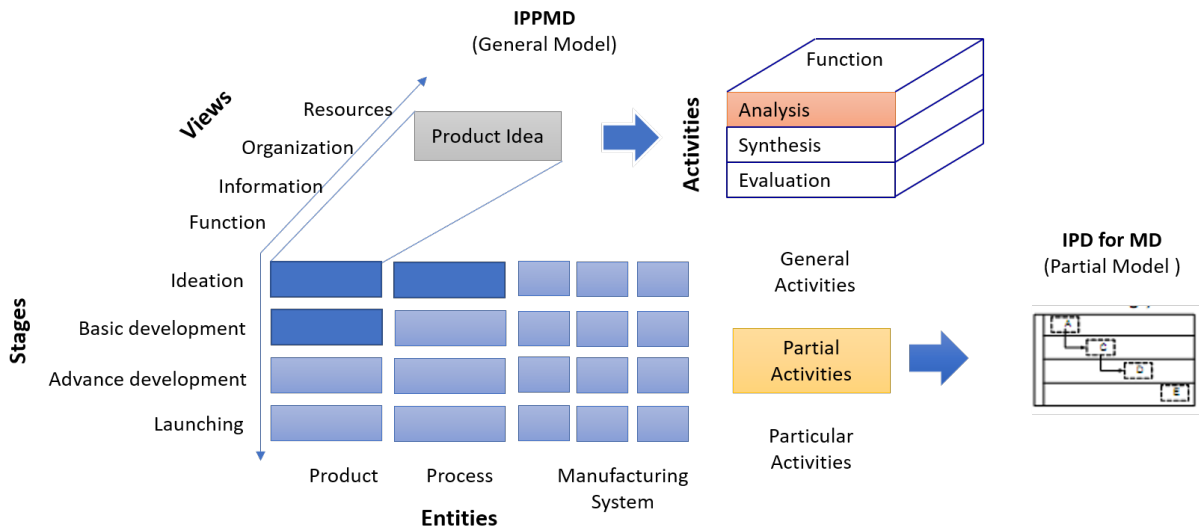 IPPMD
(General Model)
Views
Resources
Organization
Information
Function
Product Idea
Activities
Function
Analysis
Synthesis
Evaluation
Stages
Ideation
Basic development
Advance development
Launching
Product
Process
Manufacturing
System
Entities
General
Activities
Partial
Activities
Particular
Activities
IPD for MD
(Partial Model )
A
C
D
E